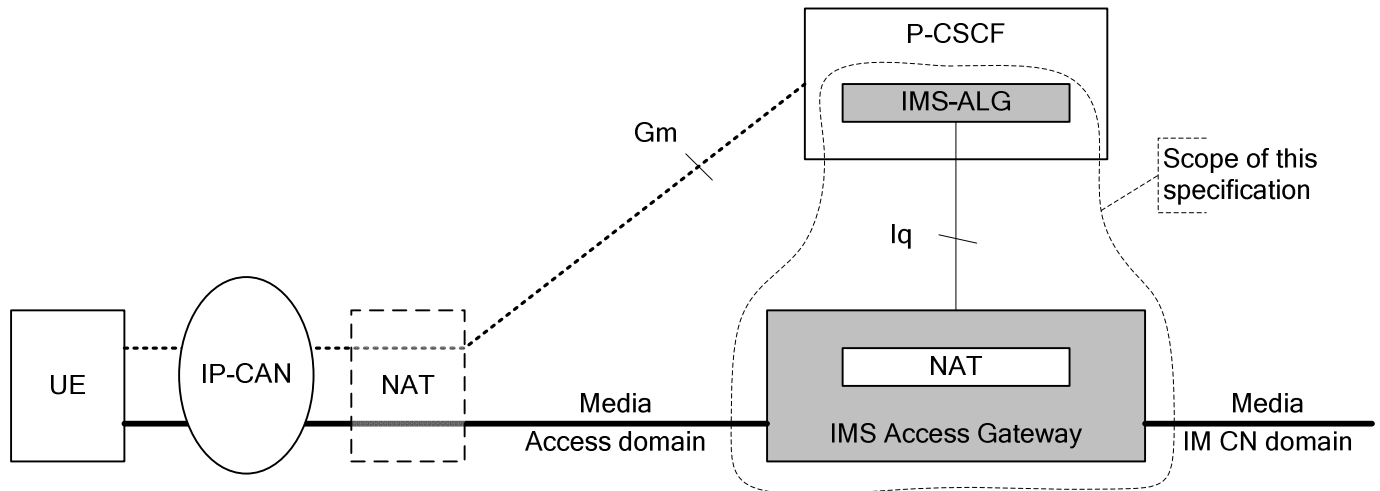 P-CSCF
IMS-ALG
Gm
Scope of this
specification
Iq
UE
IP-CAN
NAT
NAT
Media
Access domain
IMS Access Gateway
Media
IM CN domain